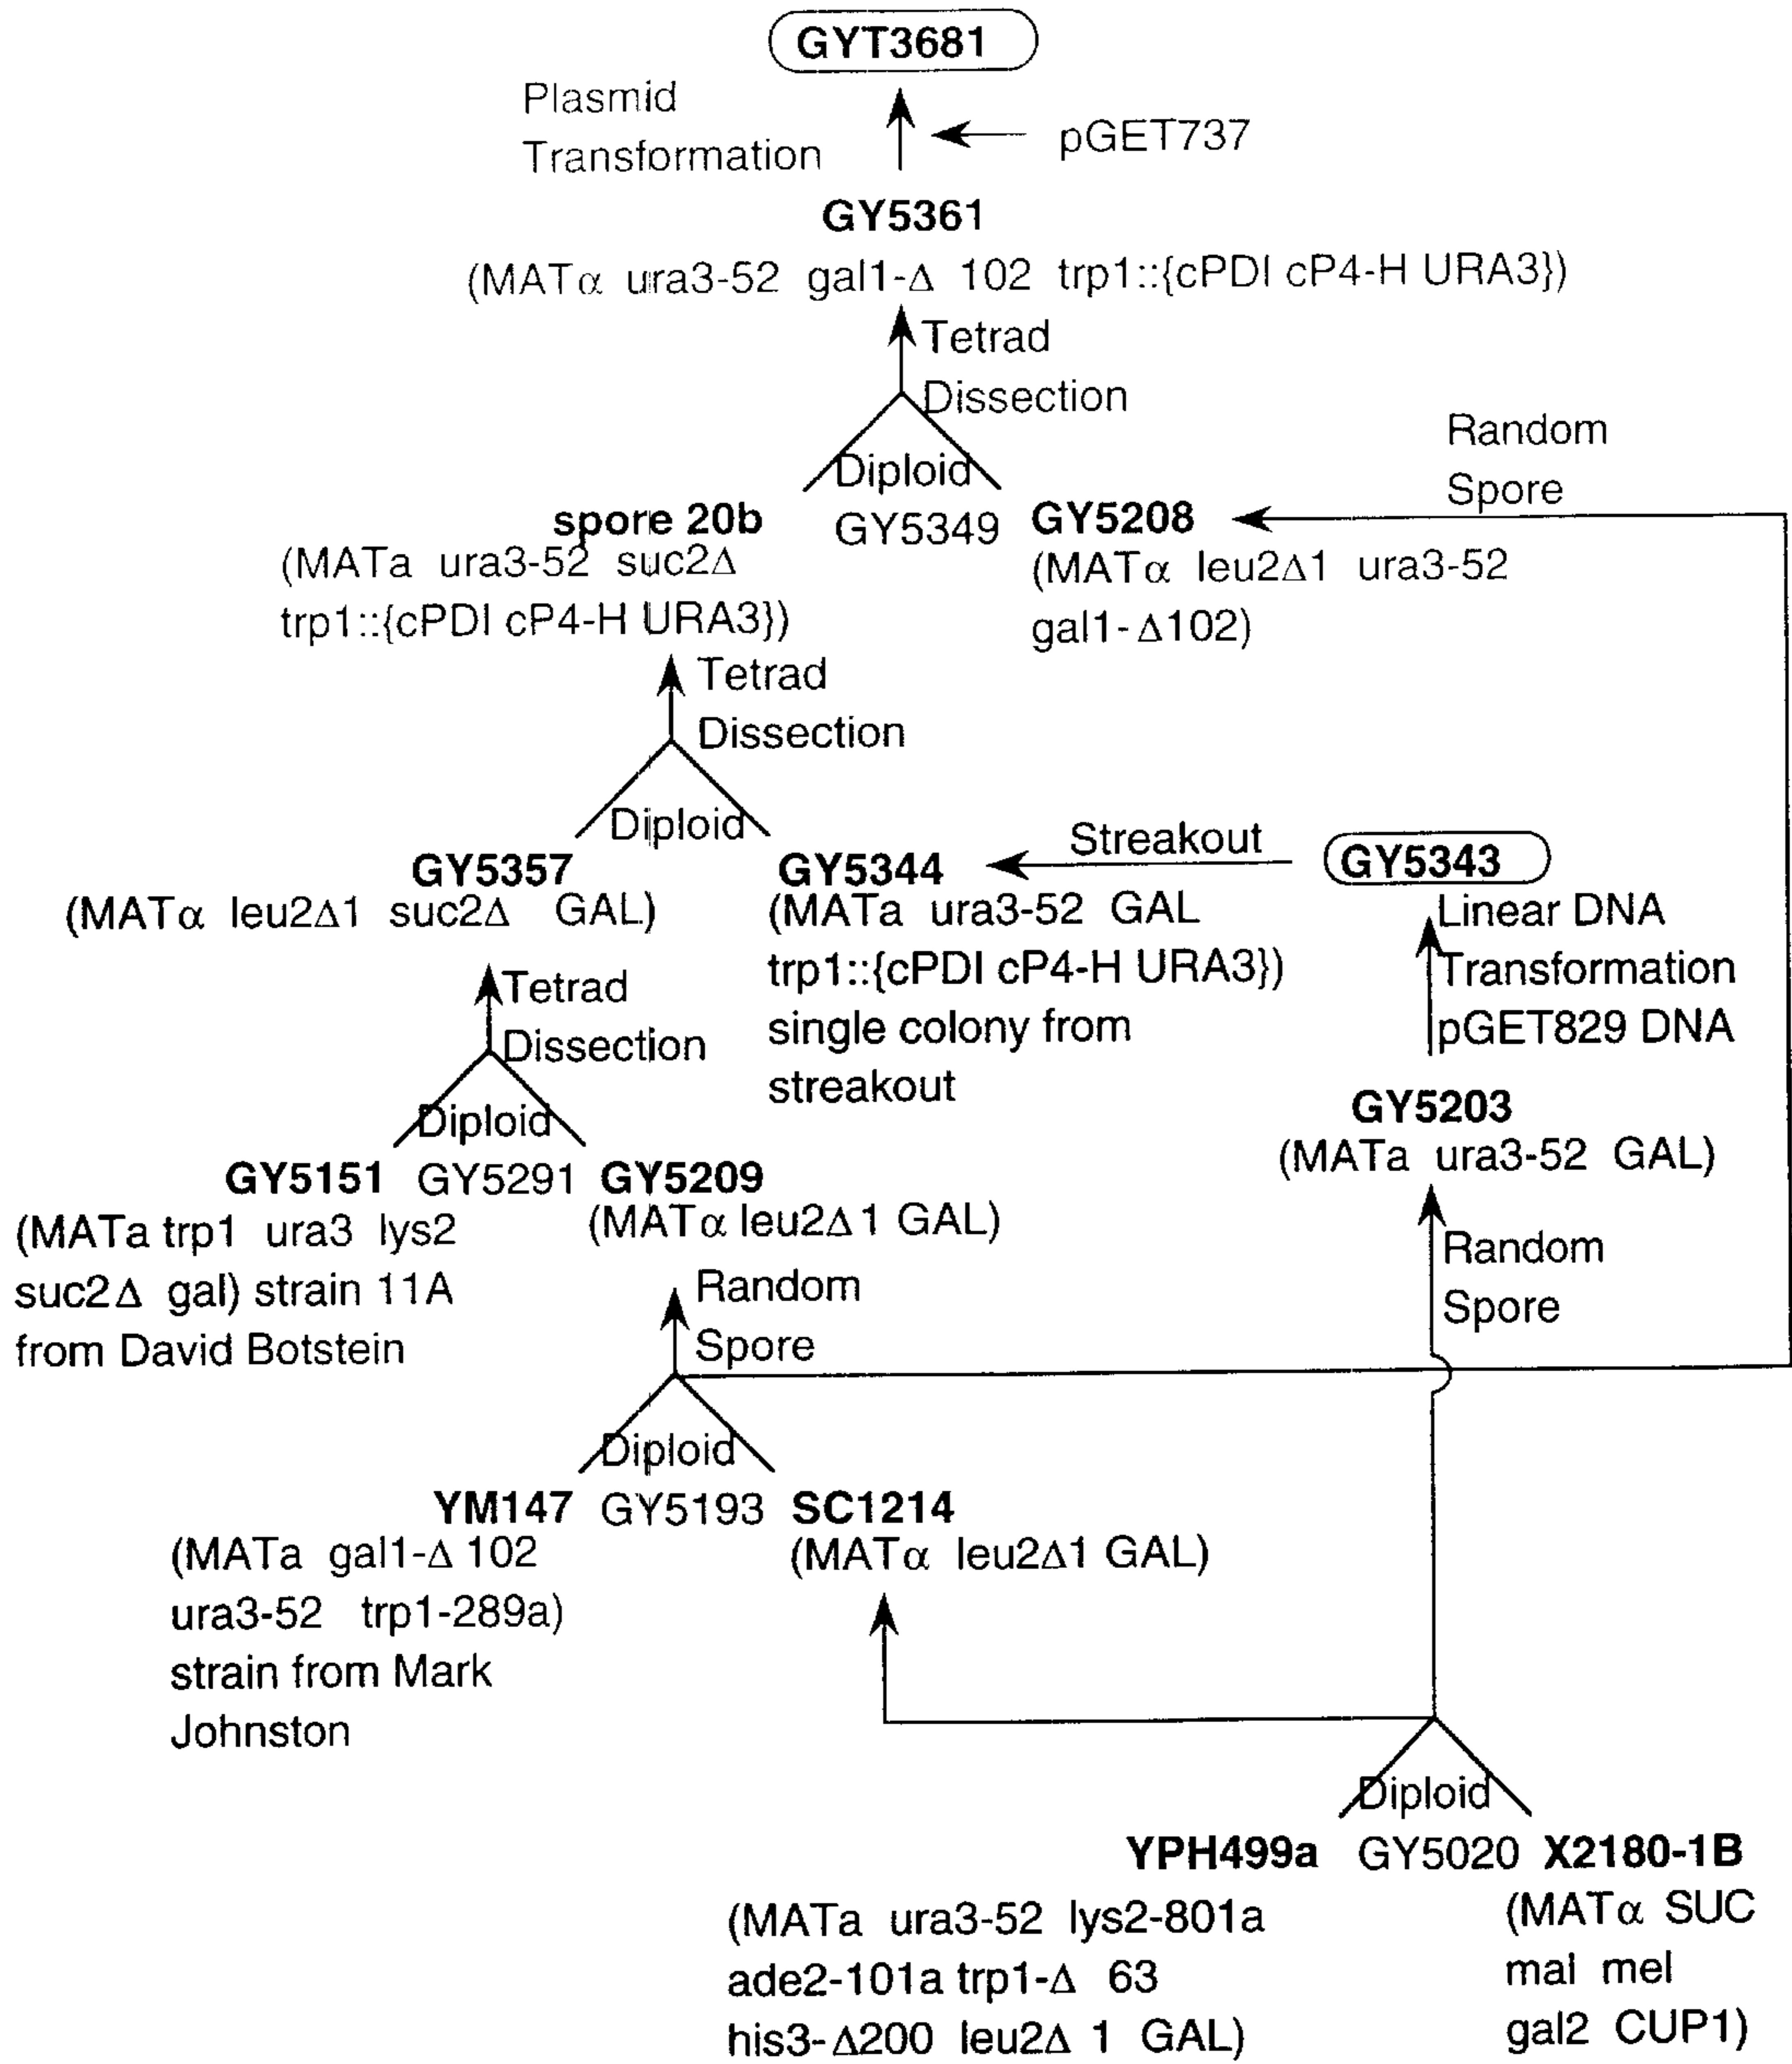 GYT3681
Plasmid
Transformation
pGET737
GY5361
(MATα ura3-52 gal1-Δ 102 trp1::{cPDI cP4-H URA3})
Tetrad
Dissection
Random
Spore
Diploid
spore 20b
GY5349
GY5208
(MATa ura3-52 suc2Δ
trp1::{cPDI cP4-H URA3})
(MATα leu2Δ1 ura3-52
gal1-Δ102)
Tetrad
Dissection
Diploid
Streakout
GY5343
GY5357
(MATα leu2Δ1 suc2Δ GAL)
GY5344
(MATa ura3-52 GAL
trp1::{cPDI cP4-H URA3})
single colony from
streakout
Linear DNA
Transformation
pGET829 DNA
Tetrad
Dissection
Diploid
GY5203
(MATa ura3-52 GAL)
GY5151
GY5291
GY5209
(MATa trp1 ura3 lys2
suc2Δ gal) strain 11A
from David Botstein
(MATα leu2Δ1 GAL)
Random
Spore
Random
Spore
Diploid
YM147
GY5193
SC1214
(MATa gal1-Δ 102
ura3-52 trp1-289a)
strain from Mark
Johnston
(MATα leu2Δ1 GAL)
Diploid
YPH499a
GY5020
X2180-1B
(MATa ura3-52 lys2-801a
ade2-101a trp1-Δ 63
his3-Δ200 leu2Δ 1 GAL)
(MATα SUC
mal mel
gal2 CUP1)